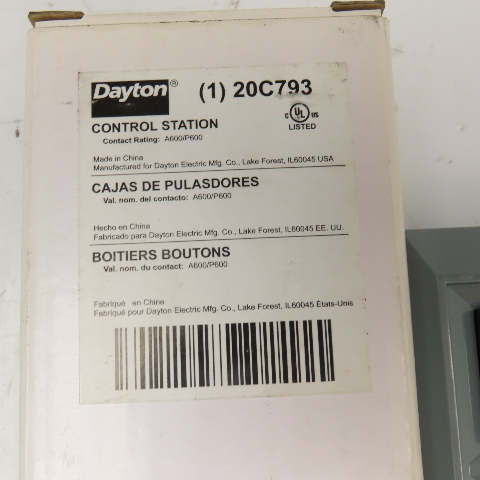 Dayton® (1) 20C793
C UL US
LISTED
CONTROL STATION
Contact Rating: A600/P600
Made in China
Manufactured for Dayton Electric Mfg. Co., Lake Forest, IL60045 USA
CAJAS DE PULASDORES
Val. nom. del contacto: A600/P600
Hecho en China
Fabricado para Dayton Electric Mfg. Co., Lake Forest, IL60045 EE. UU.
BOITIERS BOUTONS
Val. nom. du contact: A600/P600
Fabriqué en Chine
Fabriqué pour Dayton Electric Mfg. Co., Lake Forest, IL60045 États-Unis